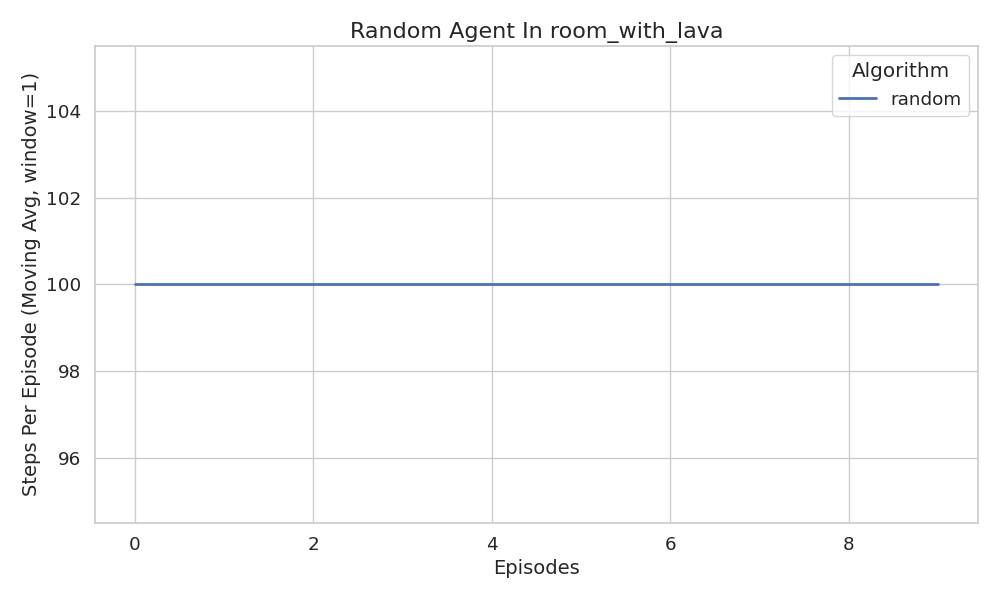 Random Agent In room_with_lava
Algorithm
random
Steps Per Episode (Moving Avg, window=1)
104
102
100
98
96
0 2 4 6 8
Episodes